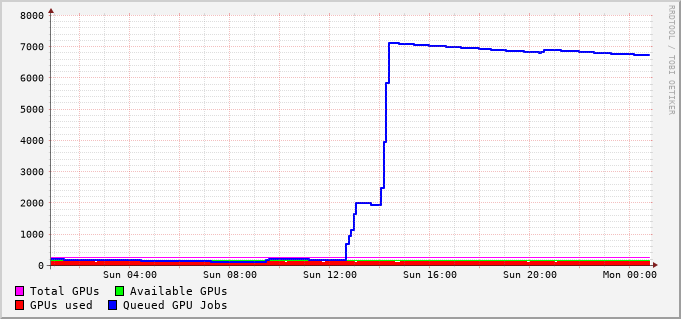 8000
7000
6000
5000
4000
3000
2000
1000
0
Sun 04:00 Sun 08:00 Sun 12:00 Sun 16:00 Sun 20:00 Mon 00:00
Total GPUs Available GPUs
GPUs used Queued GPU Jobs
RRDTOOL / TOBI OETIKER